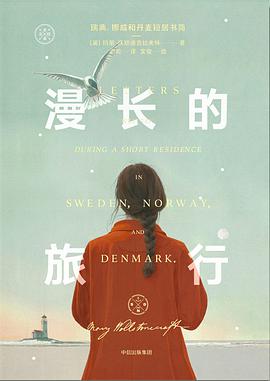 瑞典、挪威和丹麦短居书简
LETTERS
漫长的
DURING A SHORT RESIDENCE
IN
SWEDEN, NORWAY,
AND
旅行
DENMARK.
Mary Wollstonecraft
中信出版集团